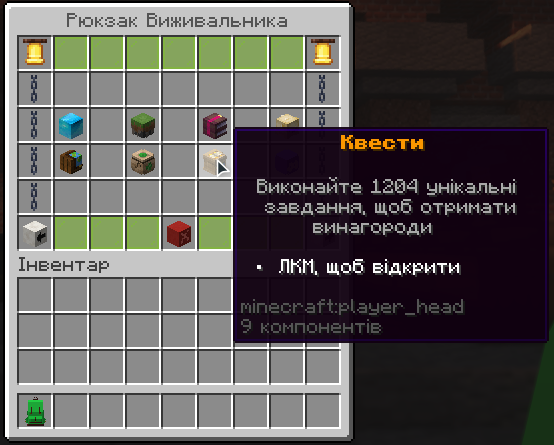 Рюкзак Виживальника
Квести
Виконайте 1204 унікальні
завдання, щоб отримати
винагороди
• ЛКМ, щоб відкрити
minecraft:player_head
9 компонентів
Інвентар